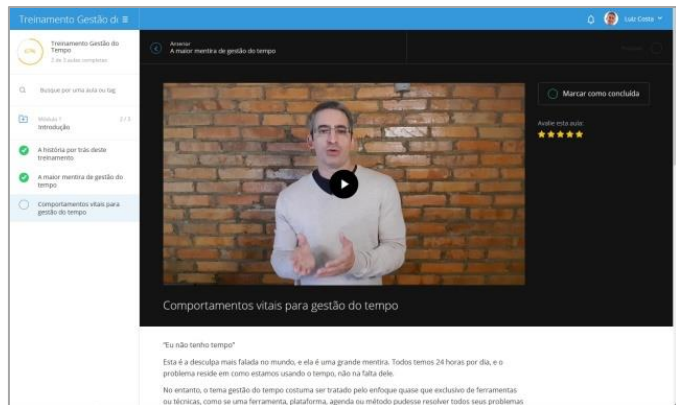 Treinamento Gestão d
Luiz Costa
67%
Treinamento Gestão do
Tempo
2 de 3 aulas completas
Anterior
A maior mentira de gestão do tempo
Busque por uma aula ou tag
Módulo 1
2 / 3
Introdução
A história por trás deste
treinamento
A maior mentira de gestão do
tempo
Comportamentos vitais para
gestão do tempo
Marcar como concluída
Avalie esta aula:
Comportamentos vitais para gestão do tempo
"Eu não tenho tempo"
Esta é a desculpa mais falada no mundo, e ela é uma grande mentira. Todos temos 24 horas por dia, e o
problema reside em como estamos usando o tempo, não na falta dele.
No entanto, o tema gestão do tempo costuma ser tratado pelo enfoque quase que exclusivo de ferramentas
ou técnicas, como se uma ferramenta, plataforma, agenda ou método pudesse resolver todos seus problemas